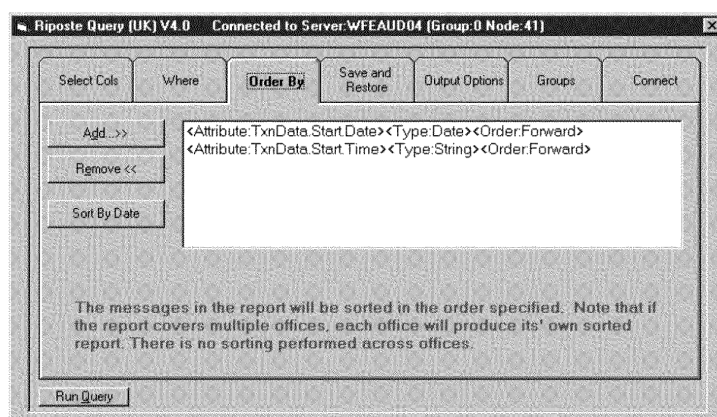 Riposte Query (UK) V4.0 Connected to Server:WFEAUD04 (Group:0 Node:41)
Select Cols Where Order By Save and Restore Output Options Groups Connect
Add...>>
Remove <<
Sort By Date
<Attribute:TxnData.Start.Date><Type:Date><Order:Forward>
<Attribute:TxnData.Start.Time><Type:String><Order:Forward>
The messages in the report will be sorted in the order specified. Note that if
the report covers multiple offices, each office will produce its' own sorted
report. There is no sorting performed across offices.
Run Query